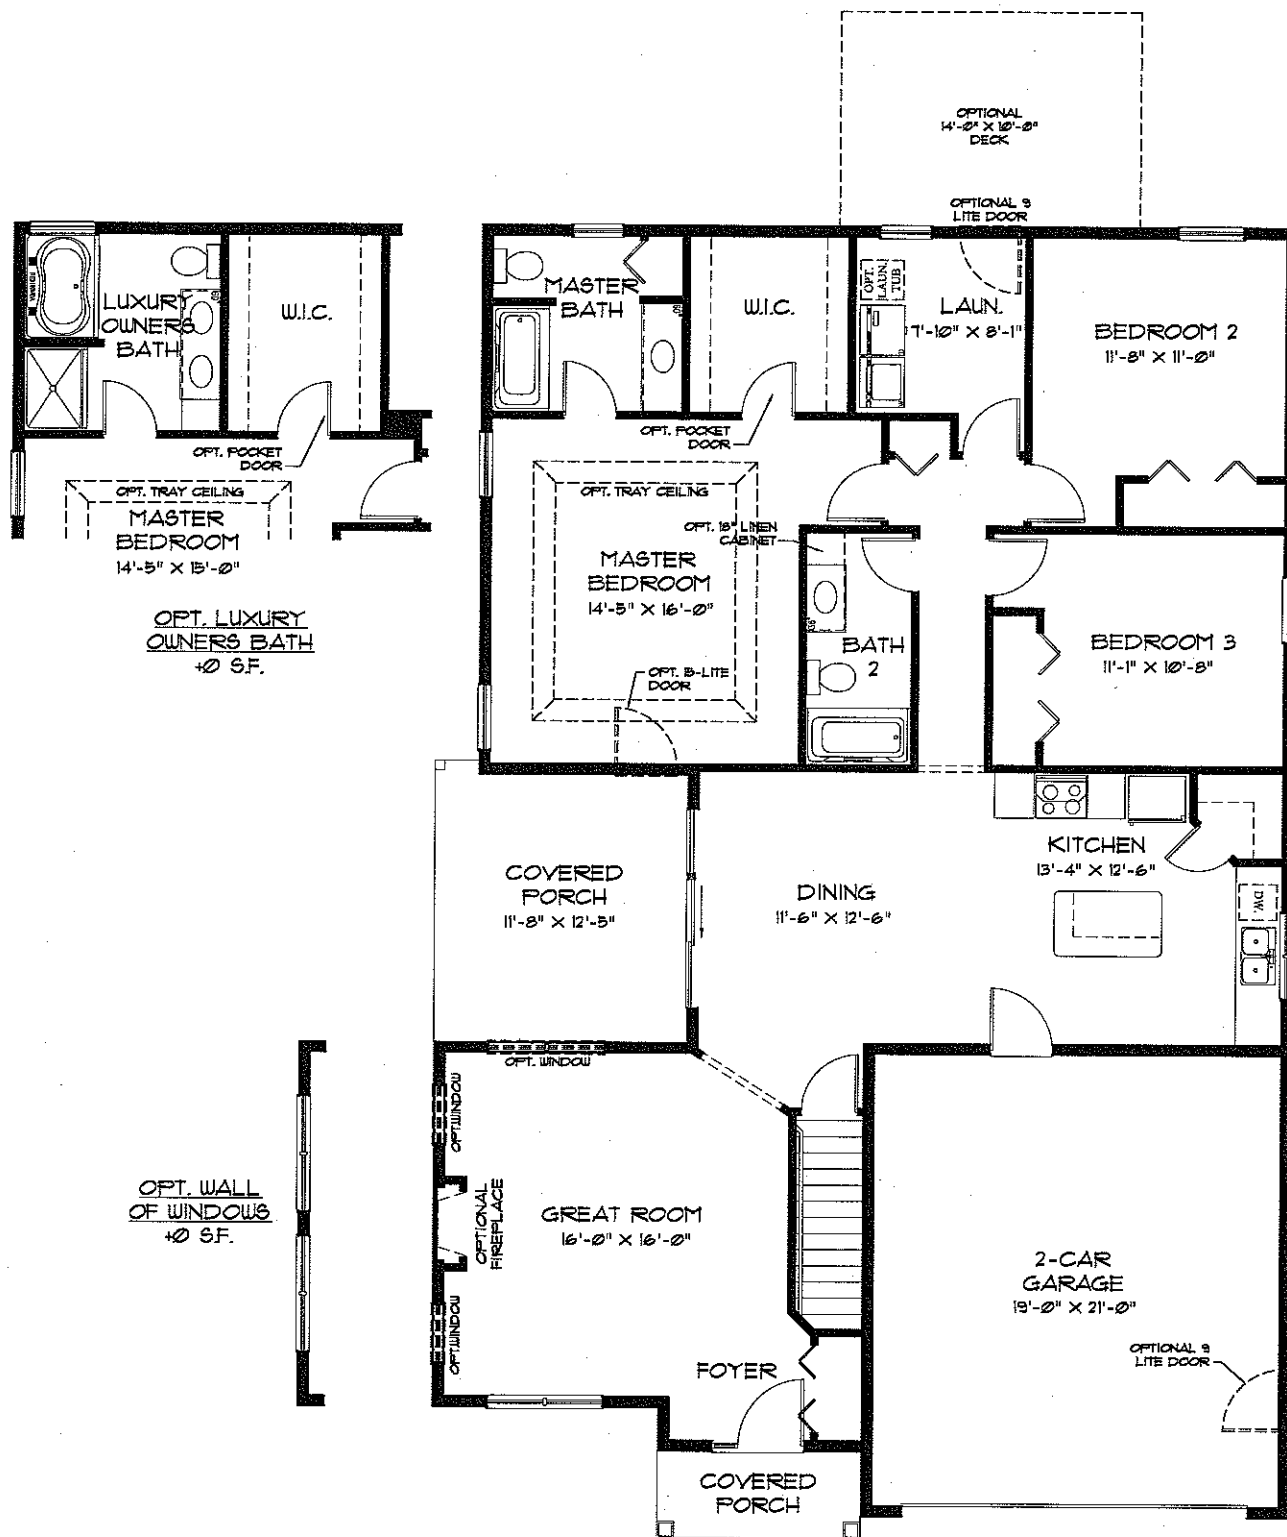 OPTIONAL
14'-0" X 10'-0"
DECK
OPTIONAL 9
LITE DOOR
LUXURY
OWNERS
BATH
W.I.C.
OPT. POCKET
DOOR
OPT. TRAY CEILING
MASTER
BEDROOM
14'-5" X 15'-0"
OPT. LUXURY
OWNERS BATH
+0 S.F.
MASTER
BATH
W.I.C.
OPT.
LAUN.
TUB
LAUN.
7'-10" X 8'-1"
BEDROOM 2
11'-8" X 11'-0"
OPT. POCKET
DOOR
OPT. TRAY CEILING
OPT. 18" LINEN
CABINET
MASTER
BEDROOM
14'-5" X 16'-0"
BATH
2
BEDROOM 3
11'-1" X 10'-8"
OPT. 15-LITE
DOOR
COVERED
PORCH
11'-8" X 12'-5"
DINING
11'-6" X 12'-6"
KITCHEN
13'-4" X 12'-6"
D.W.
OPT. WINDOW
OPT. WINDOW
OPTIONAL
FIREPLACE
OPT. WINDOW
OPT. WALL
OF WINDOWS
+0 S.F.
GREAT ROOM
16'-0" X 16'-0"
2-CAR
GARAGE
19'-0" X 21'-0"
OPTIONAL 9
LITE DOOR
FOYER
COVERED
PORCH